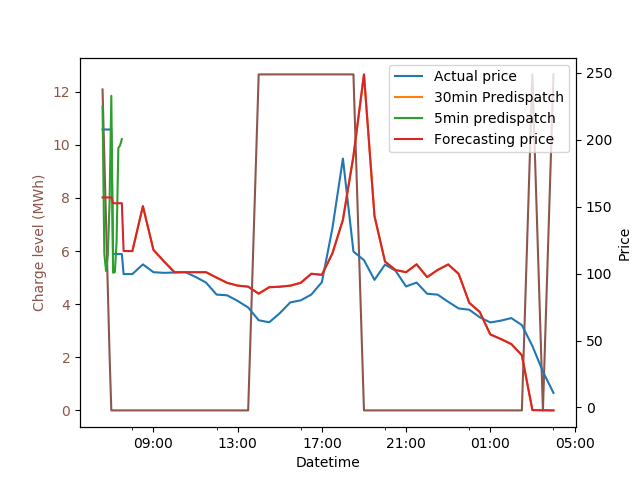 Actual price
30min Predispatch
5min predispatch
Forecasting price
12
10
8
6
4
2
0
Charge level (MWh)
250
200
150
100
50
0
Price
09:00 13:00 17:00 21:00 01:00 05:00
Datetime